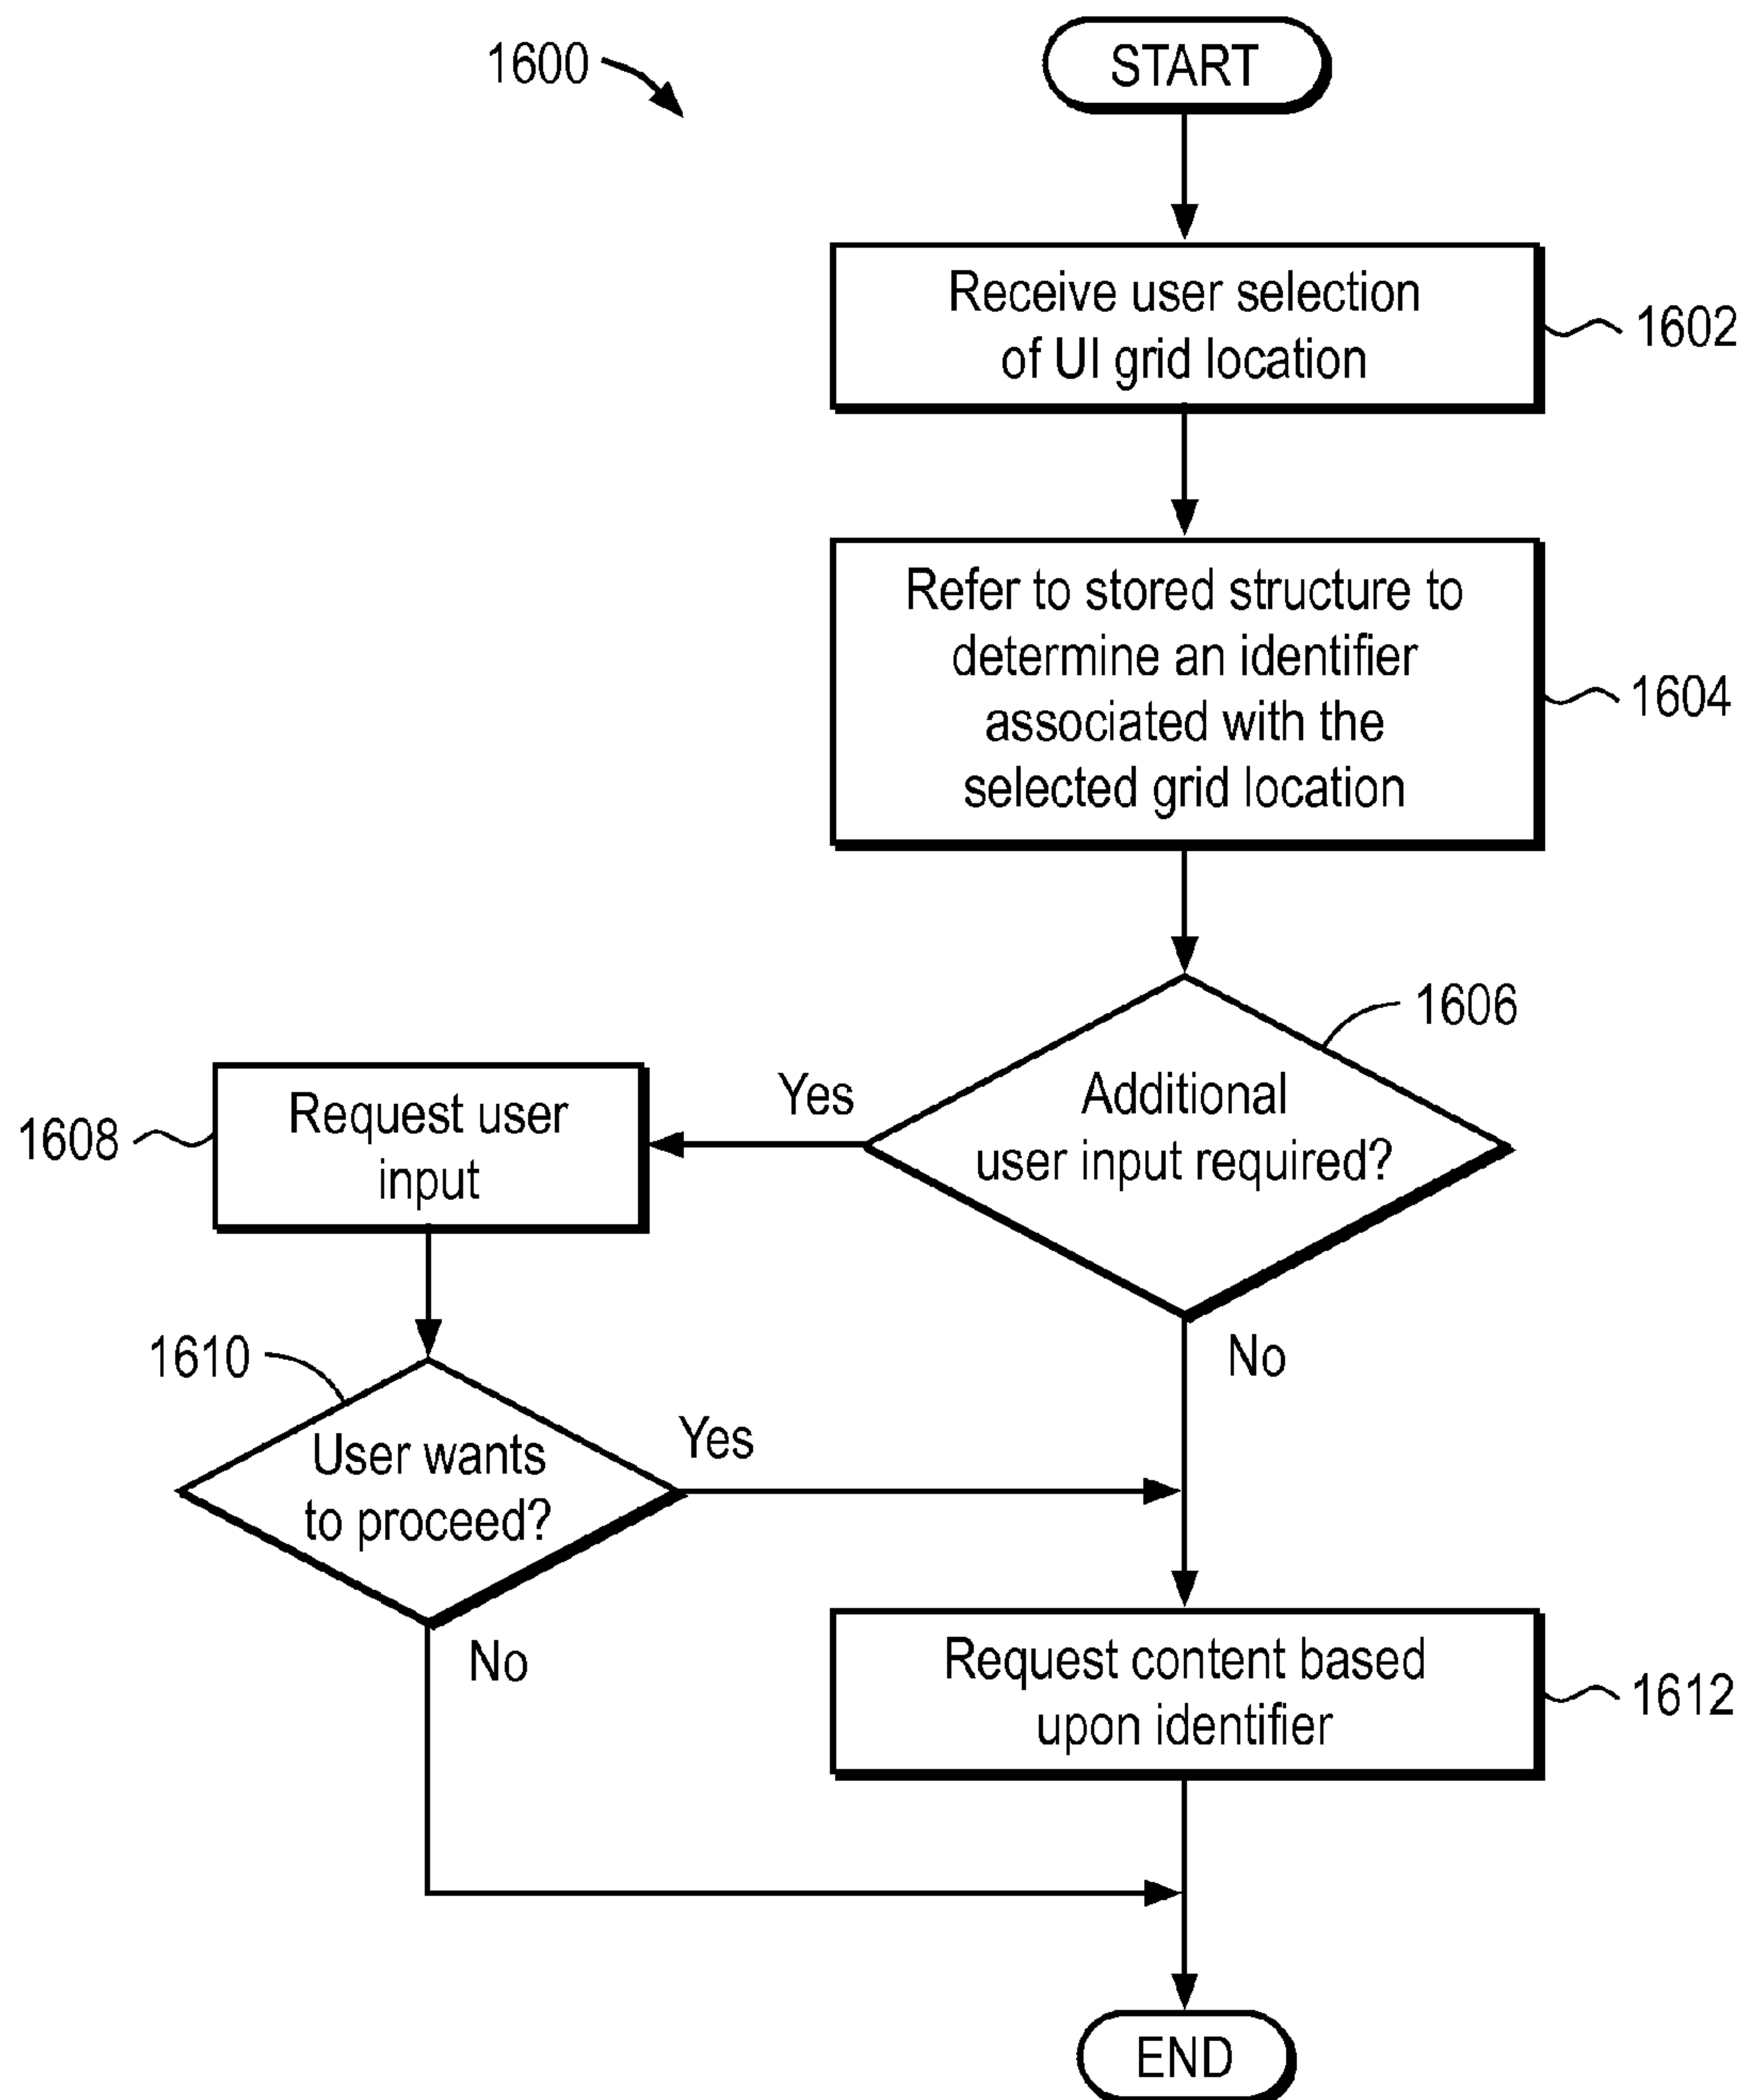 1600
START
Receive user selection
of UI grid location
1602
Refer to stored structure to
determine an identifier
associated with the
selected grid location
1604
1606
Additional
user input required?
Yes
No
1608
Request user
input
1610
User wants
to proceed?
Yes
No
Request content based
upon identifier
1612
END